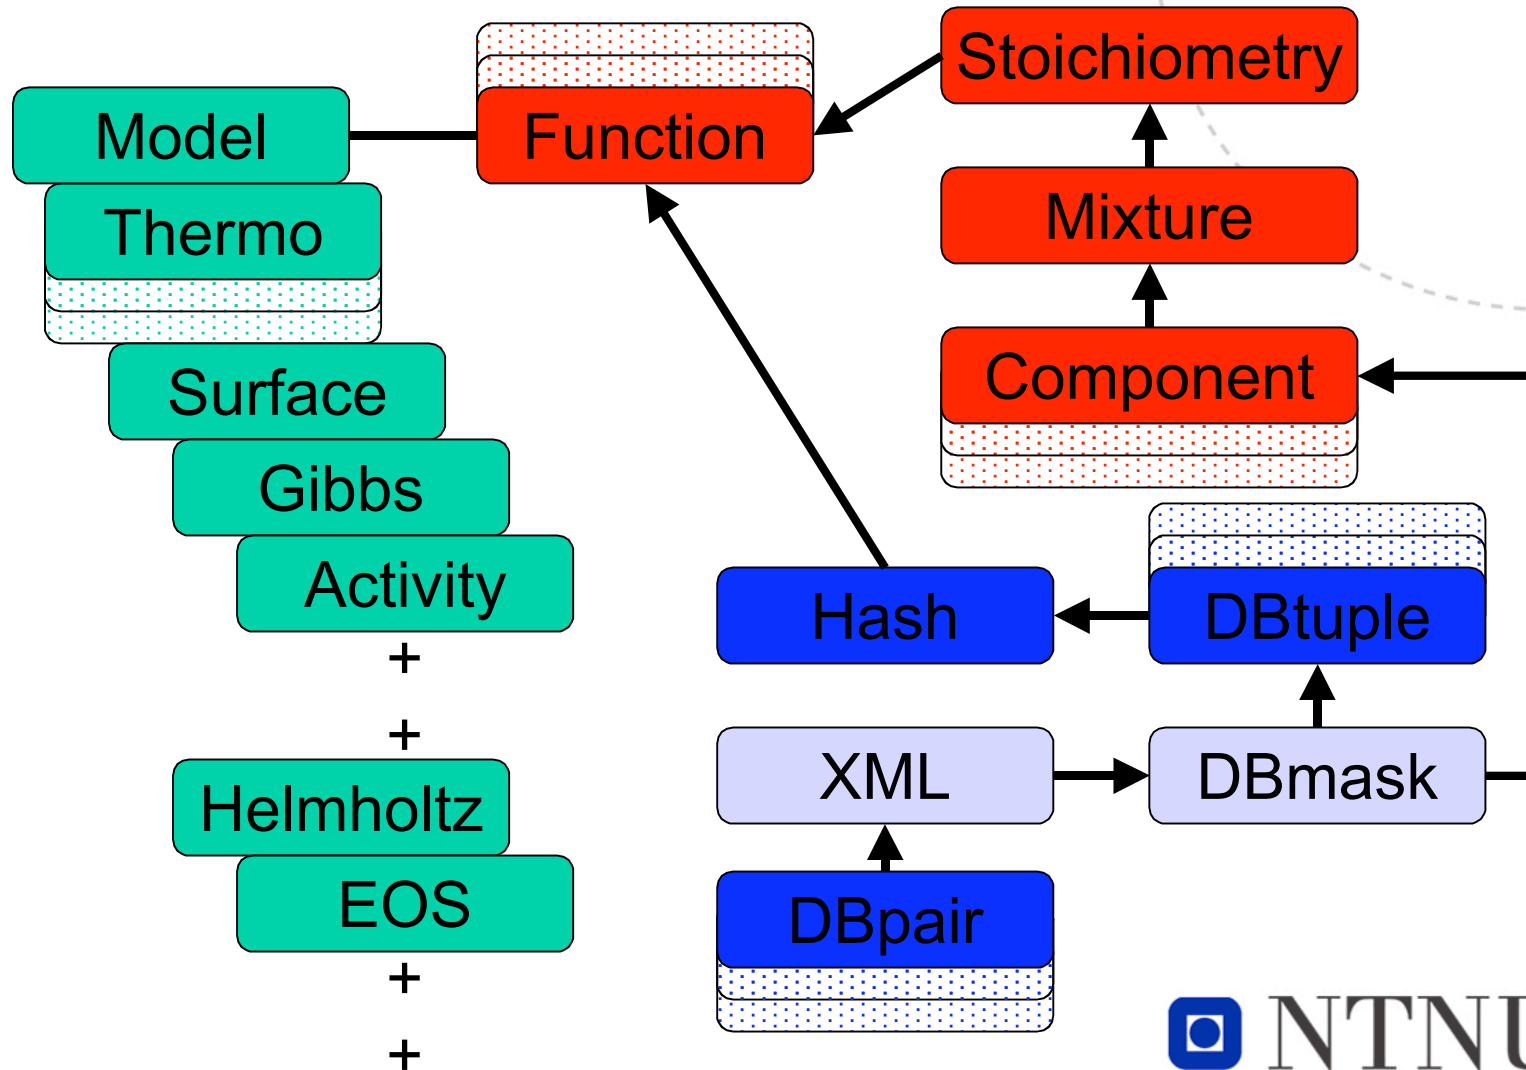 Stoichiometry
Model
Function
Thermo
Mixture
Surface
Component
Gibbs
Activity
Hash
DBtuple
+
+
XML
DBmask
Helmholtz
EOS
DBpair
+
+
NTNU